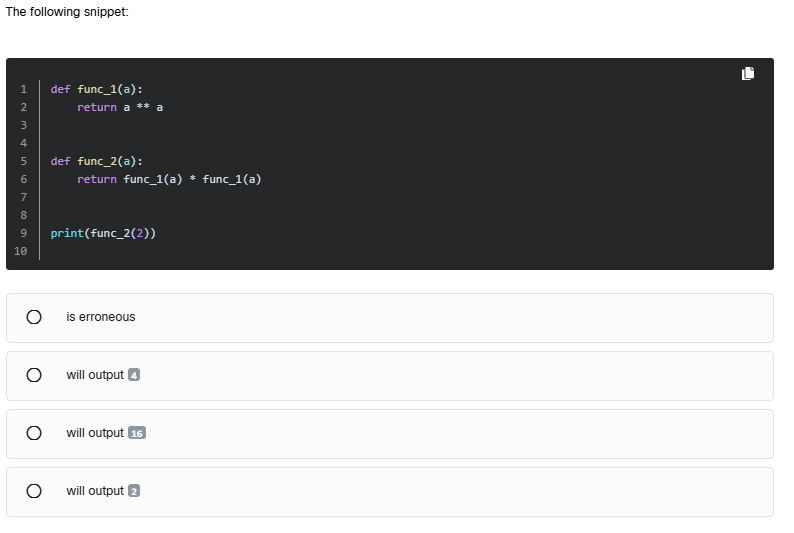 The following snippet:
1 def func_1(a):
2     return a ** a
3
4
5 def func_2(a):
6     return func_1(a) * func_1(a)
7
8
9 print(func_2(2))
10
is erroneous
will output 4
will output 16
will output 2